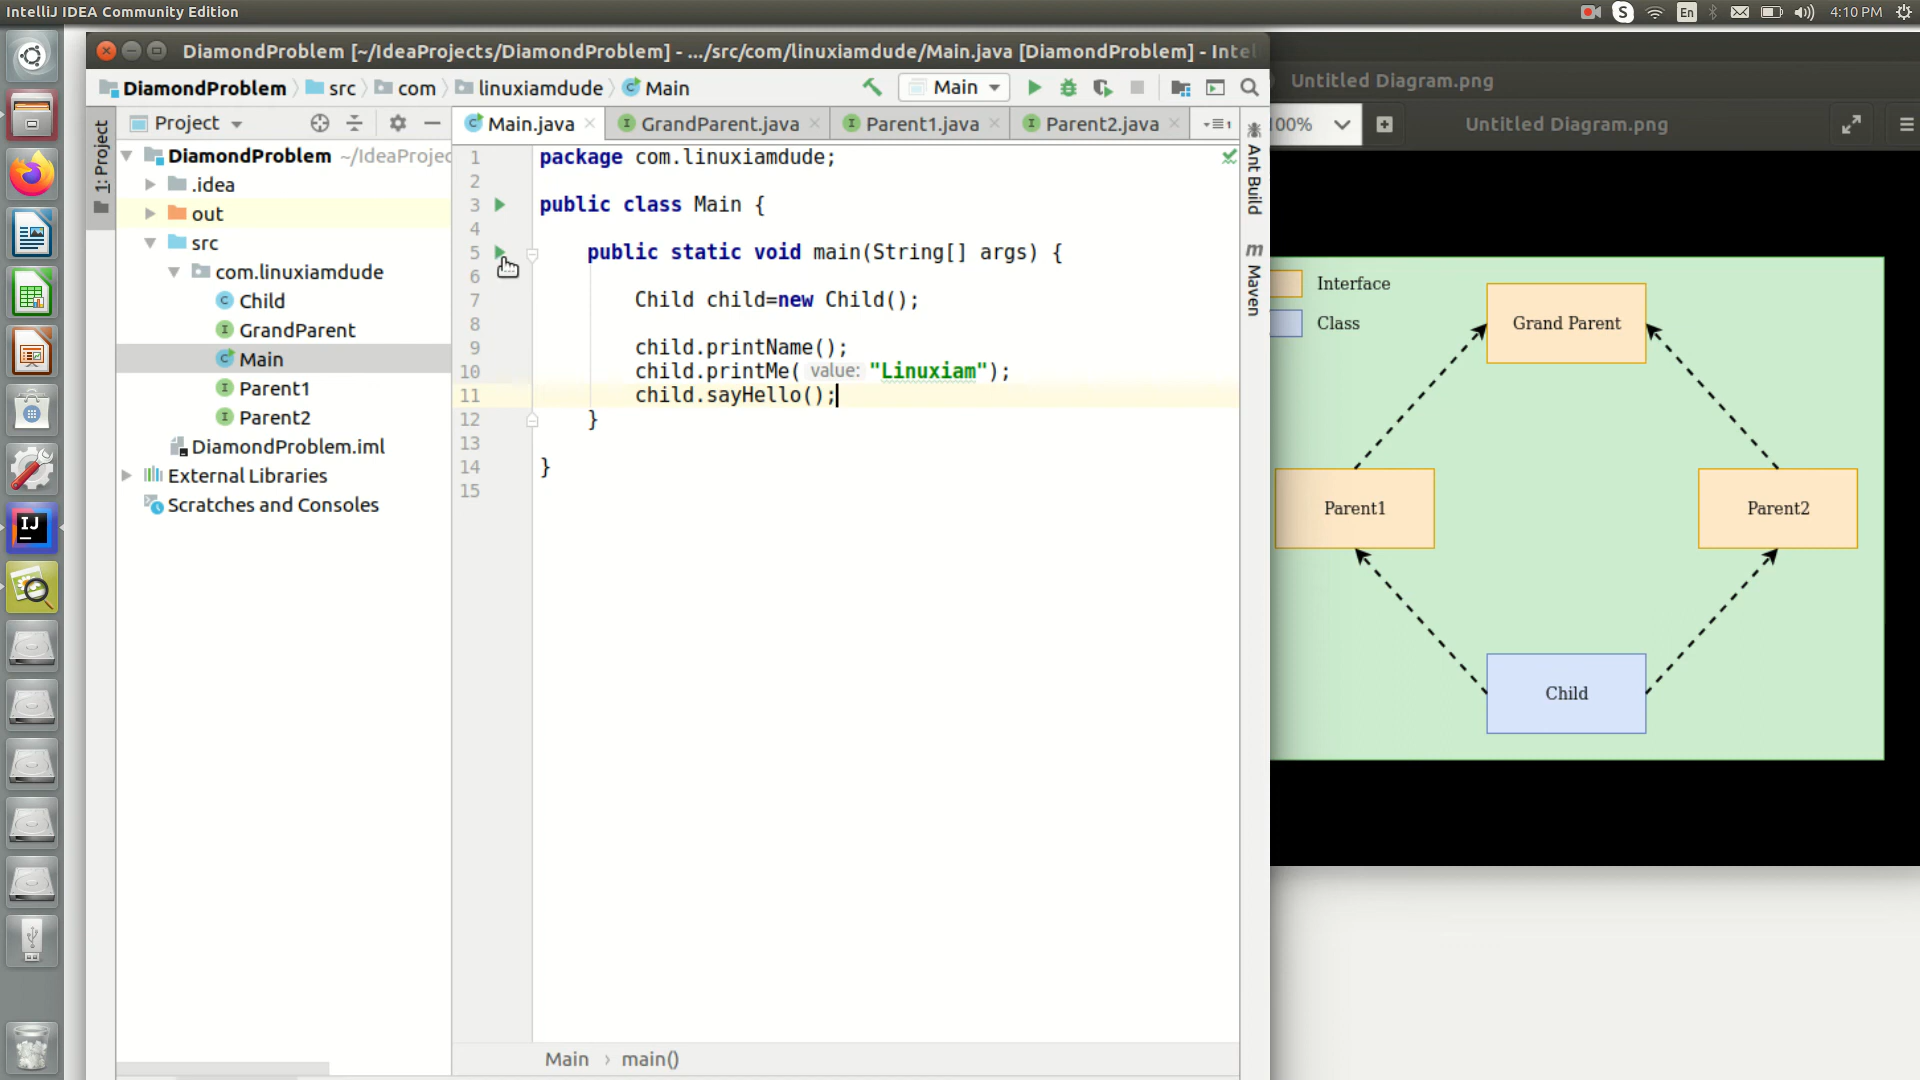 IntelliJ IDEA Community Edition
En
4:10 PM
DiamondProblem [~/IdeaProjects/DiamondProblem] - .../src/com/linuxiamdude/Main.java [DiamondProblem] - Inte
Untitled Diagram.png
DiamondProblem
src
com
linuxiamdude
Main
Main
Project
Main.java
GrandParent.java
Parent1.java
Parent2.java
100%
Untitled Diagram.png
1: Project
DiamondProblem ~/IdeaProjec
.idea
out
src
com.linuxiamdude
Child
GrandParent
Main
Parent1
Parent2
DiamondProblem.iml
External Libraries
Scratches and Consoles
1 package com.linuxiamdude;
2
3 public class Main {
4
5 public static void main(String[] args) {
6
7 Child child=new Child();
8
9 child.printName();
10 child.printMe( value: "Linuxiam");
11 child.sayHello();
12 }
13
14 }
15
Main › main()
Ant Build
Maven
Interface
Class
Grand Parent
Parent1
Parent2
Child